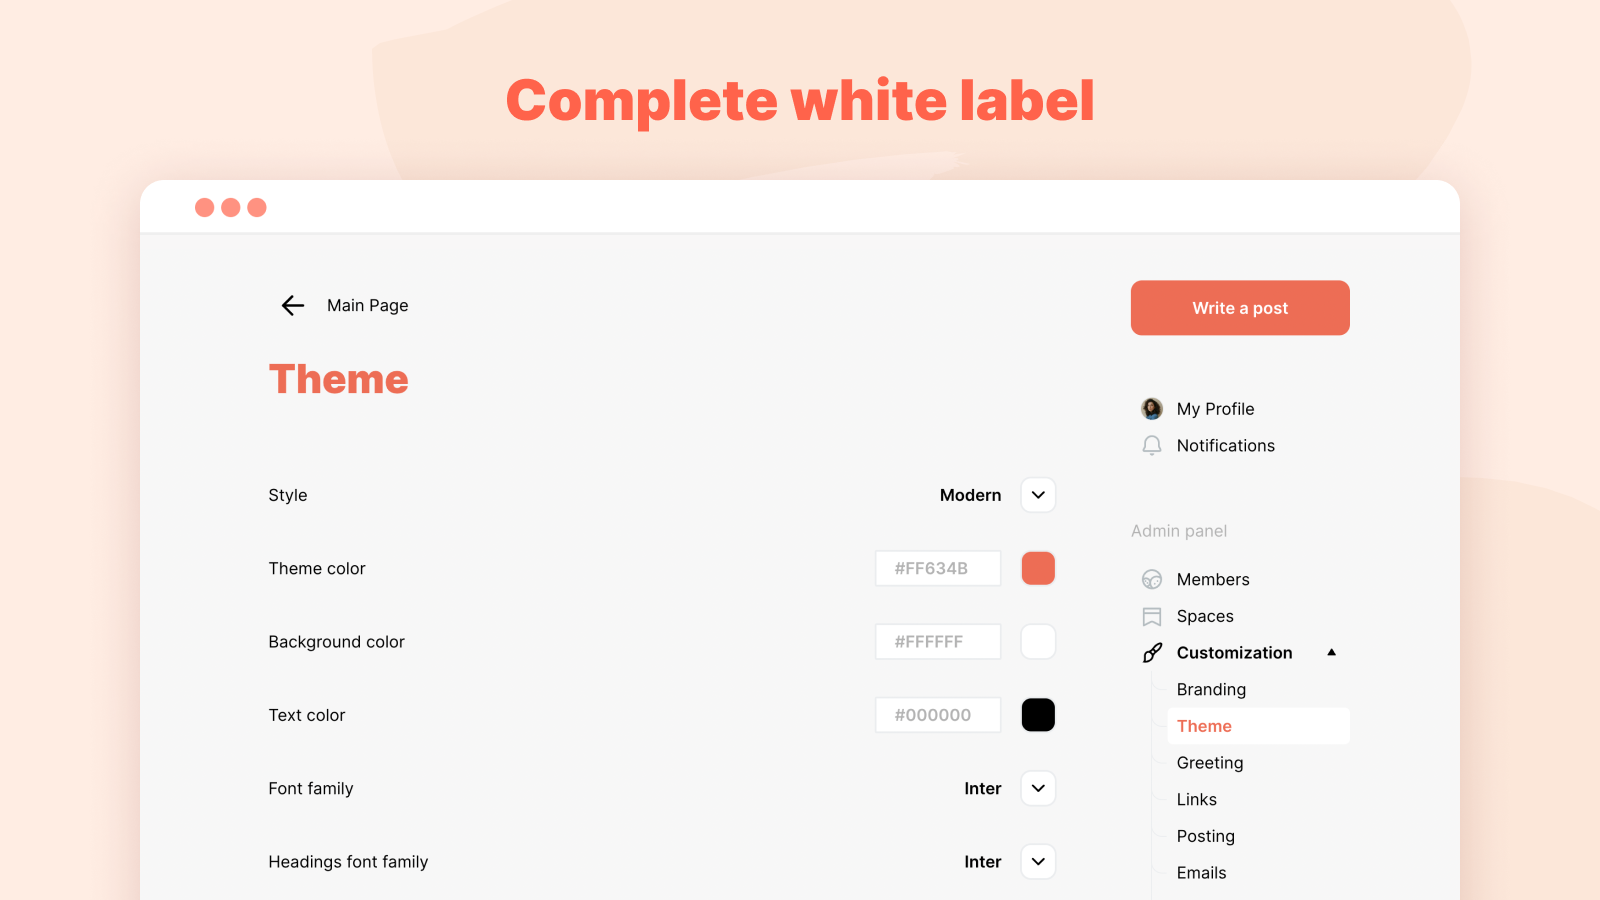 Complete white label
Main Page
Theme
Style
Modern
Theme color
#FF634B
Background color
#FFFFFF
Text color
#000000
Font family
Inter
Headings font family
Inter
Write a post
My Profile
Notifications
Admin panel
Members
Spaces
Customization
Branding
Theme
Greeting
Links
Posting
Emails